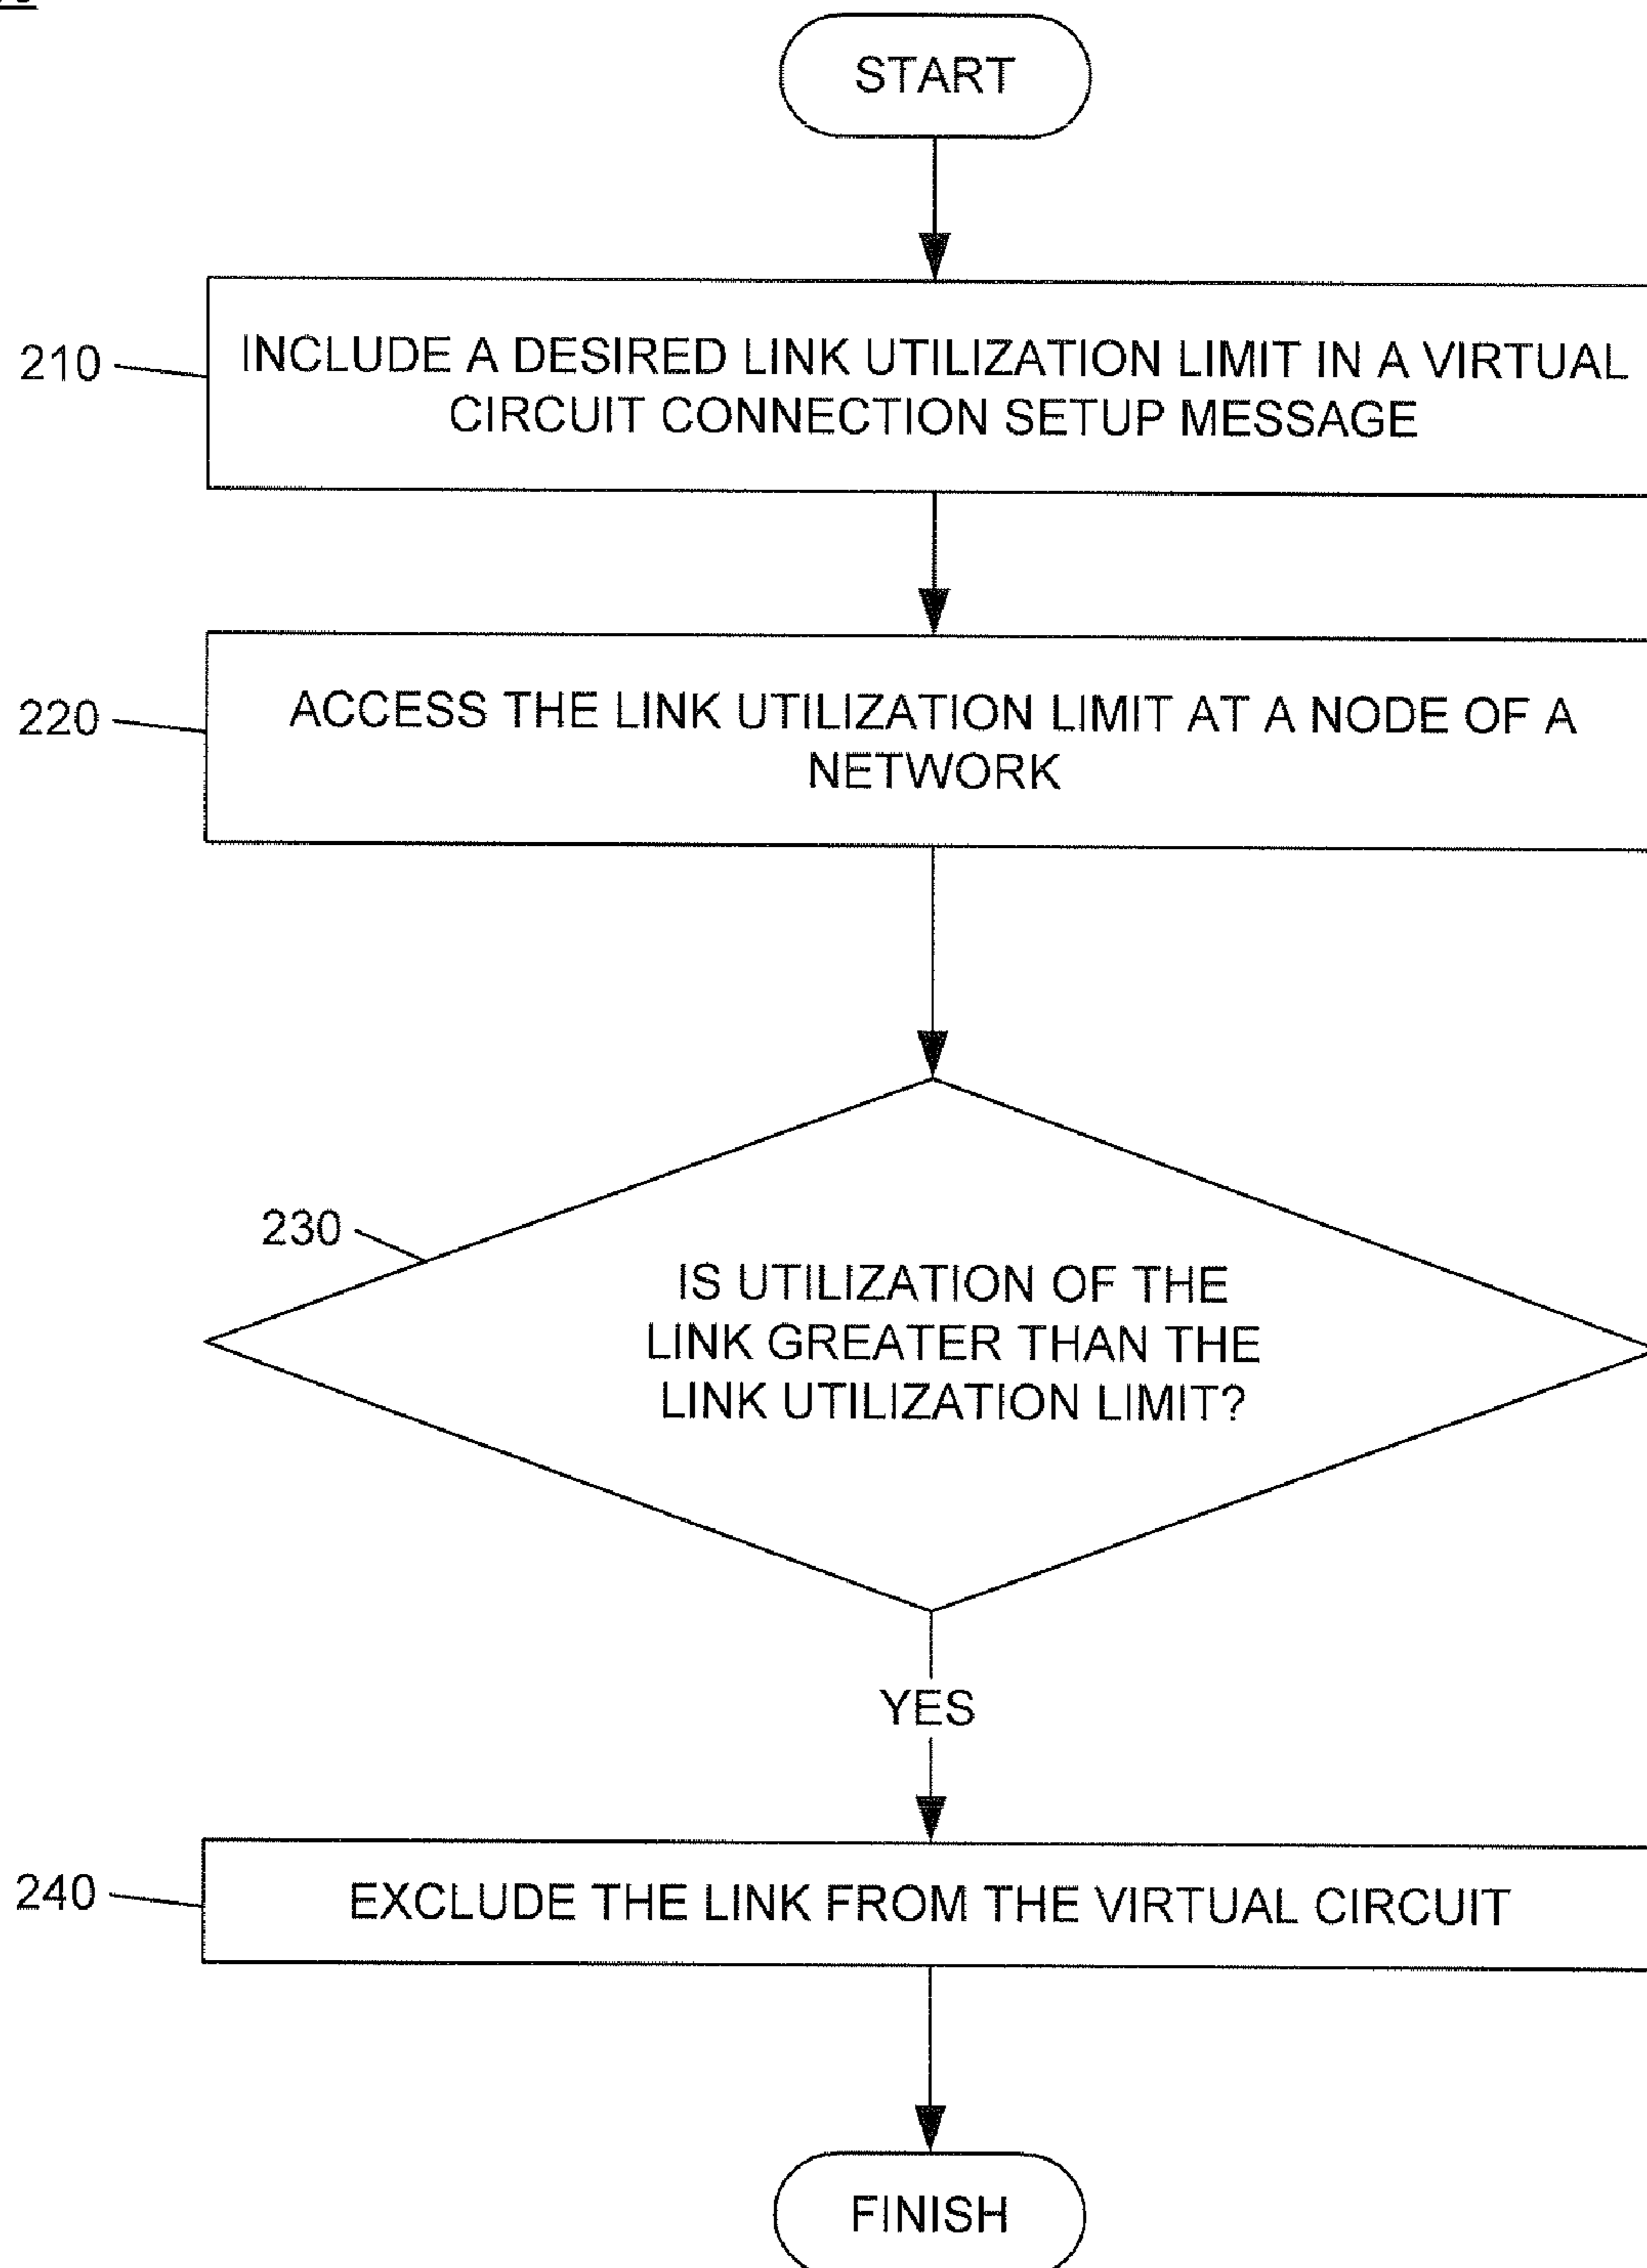 START
210
INCLUDE A DESIRED LINK UTILIZATION LIMIT IN A VIRTUAL
CIRCUIT CONNECTION SETUP MESSAGE
220
ACCESS THE LINK UTILIZATION LIMIT AT A NODE OF A
NETWORK
230
IS UTILIZATION OF THE
LINK GREATER THAN THE
LINK UTILIZATION LIMIT?
YES
240
EXCLUDE THE LINK FROM THE VIRTUAL CIRCUIT
FINISH